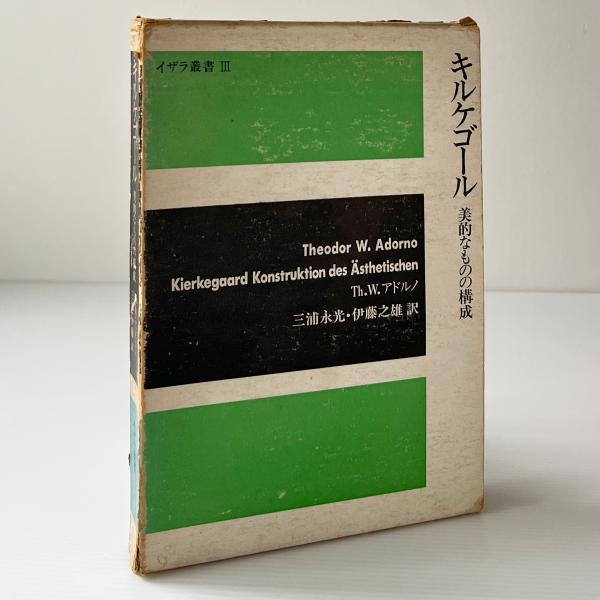 イザラ叢書 III
キルケゴール
美的なものの構成
Theodor W. Adorno
Kierkegaard Konstruktion des Ästhetischen
Th.W.アドルノ
三浦永光・伊藤之雄 訳